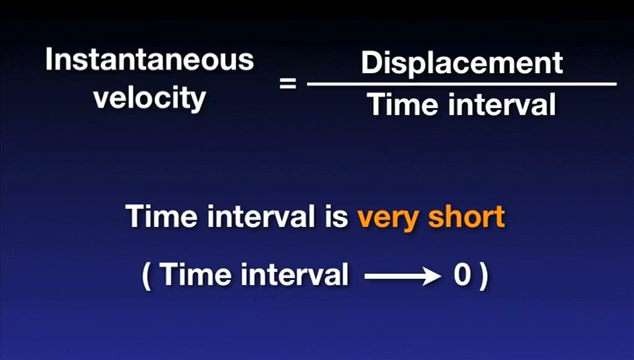 Instantaneous
velocity
=
Displacement
Time interval
Time interval is very short
( Time interval → 0 )